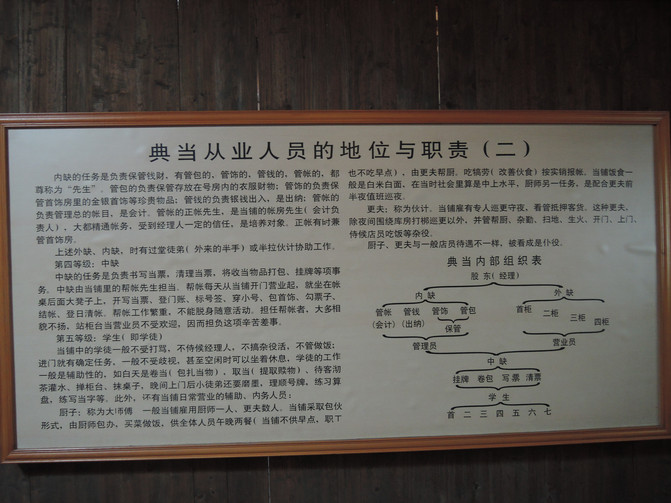 典当从业人员的地位与职责（二）
内缺的任务是负责保管钱财，有管包的，管饰的，管钱的，管帐的，都
尊称为“先生”。管包的负责保管存放在号房内的衣服财物；管饰的负责保
管首饰房里的金银首饰等珍贵物品；管钱的负责银钱出入，是出纳；管帐的
负责管理总的帐目，是会计。管帐的正帐先生，是当铺的帐房先生（会计负
责人），大都精通帐务，受到经理人一定的信任，是培养对象。正帐有时兼
管首饰房。
上述外缺、内缺，时有过堂徒弟（外来的半手）或半拉伙计协助工作。
第四等级：中缺
中缺的任务是负责书写当票，清理当票，将收当物品打包、挂牌等项事
务。中缺由当铺里的帮帐先生担当。帮帐每天从当铺开门营业起，就坐在帐
桌后面大凳子上，开写当票、登门账、标号签、穿小号、包首饰、勾票子、
结帐、登日清帐。帮帐工作繁重，不能脱身随意活动。担任帮帐者，大多相
貌不扬，站柜台当营业员不受欢迎，因而担负这项辛苦差事。
第五等级：学生（即学徒）
当铺中的学徒一般不受打骂，不侍候经理人，不搞杂役活、不管做饭；
进门就有确定任务，一般不受歧视，甚至空闲时可以坐着休息，学徒的工作
一般是辅助性的，如白天是卷当（包扎当物），取当（提取赎物）、待客沏
茶灌水、掸柜台、抹桌子，晚间上门后小徒弟还要磨墨，理顺号牌，练习算
盘，练写当字等。此外，还有当铺日常营业的辅助、内务人员：
厨子：称为大师傅 一般当铺雇用厨师一人、更夫数人。当铺采取包伙
形式，由厨师包办，买菜做饭，供全体人员午晚两餐（当铺不供早点，职工
也不吃早点），由更夫帮厨、吃犒劳（改善伙食）按实销报帐。当铺饭食一
般是白米白面，在当时社会里算是中上水平，厨师另一任务，是配合更夫前
半夜值班巡夜。
更夫：称为伙计。当铺雇有专人巡更守夜、看管抵押客货。这种更夫，
除夜间围绕库房打梆巡更以外，并管帮厨、杂勤、扫地、生火、开门、上门、
侍候店员吃饭等杂役。
厨子、更夫与一般店员待遇不一样，被看成是仆役。
典当内部组织表
股东（经理）
内缺 外缺
管帐 管钱 管饰 管包 首柜 二柜 三柜 四柜
（会计）（出纳） 保管
管理员 营业员
中缺
挂牌 卷包 写票 清票
学生
首 二 三 四 五 六 七